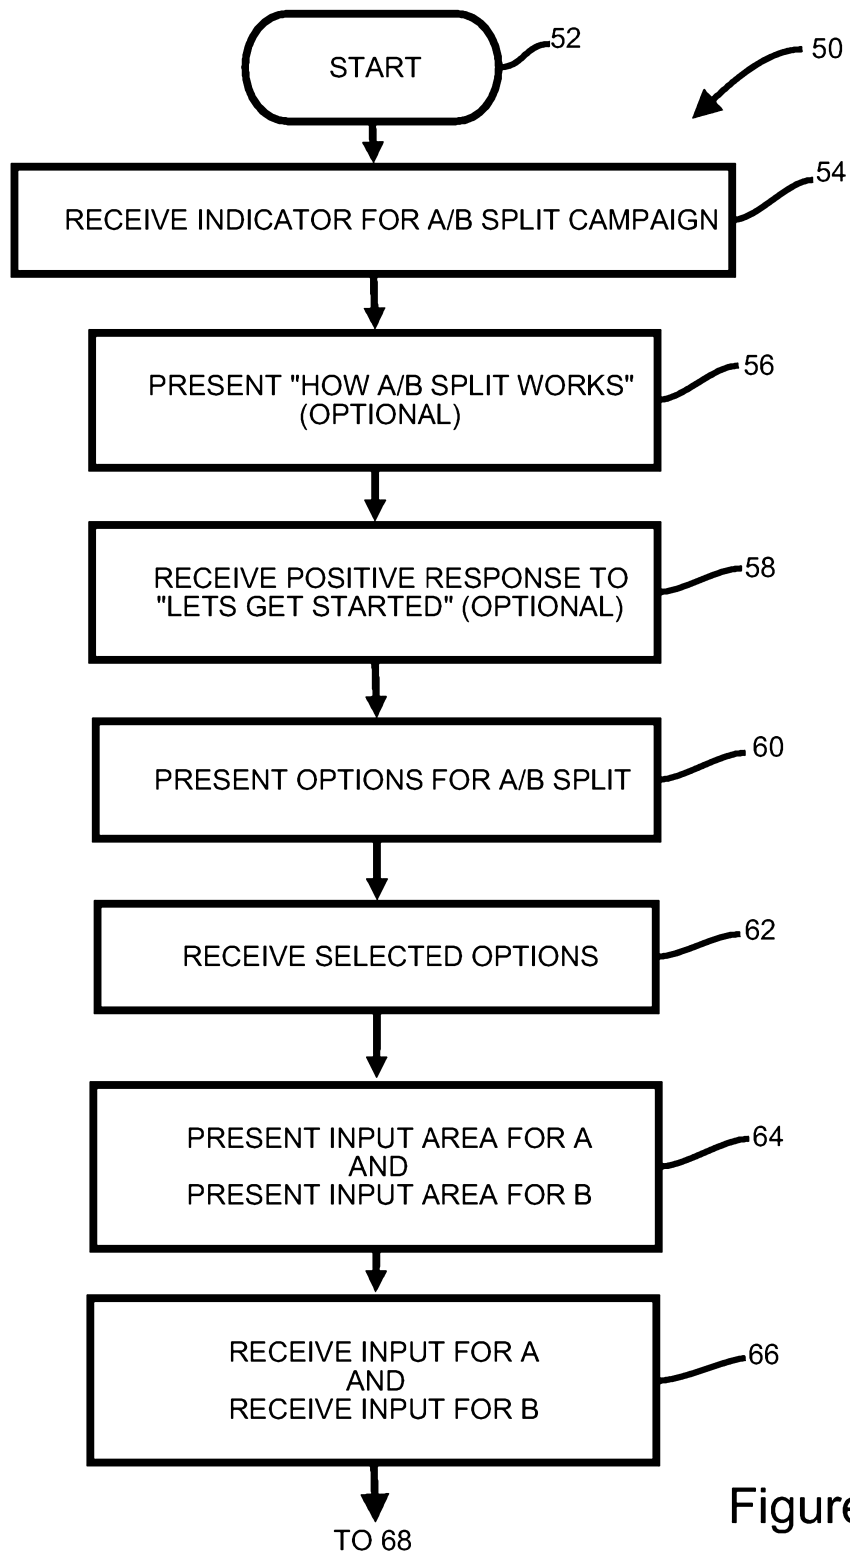 START
52
50
RECEIVE INDICATOR FOR A/B SPLIT CAMPAIGN
54
PRESENT "HOW A/B SPLIT WORKS"
(OPTIONAL)
56
RECEIVE POSITIVE RESPONSE TO
"LETS GET STARTED" (OPTIONAL)
58
PRESENT OPTIONS FOR A/B SPLIT
60
RECEIVE SELECTED OPTIONS
62
PRESENT INPUT AREA FOR A
AND
PRESENT INPUT AREA FOR B
64
RECEIVE INPUT FOR A
AND
RECEIVE INPUT FOR B
66
TO 68
Figure